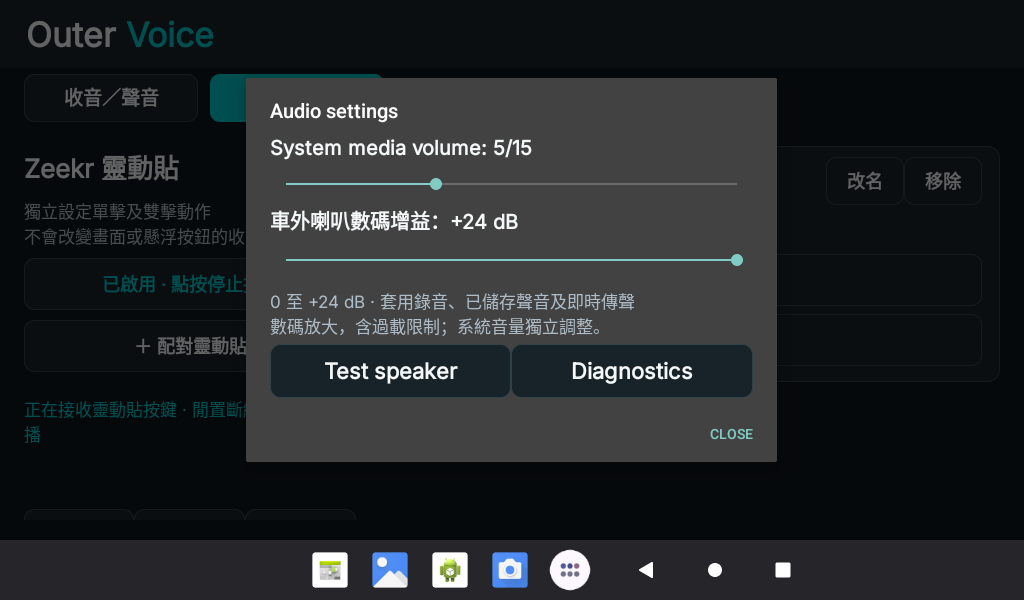 Outer Voice
收音／聲音
Audio settings
System media volume: 5/15
車外喇叭數碼增益：+24 dB
0 至 +24 dB · 套用錄音、已儲存聲音及即時傳聲
數碼放大，含過載限制；系統音量獨立調整。
Test speaker
Diagnostics
CLOSE
Zeekr 靈動貼
獨立設定單擊及雙擊動作
不會改變畫面或懸浮按鈕的收
已啟用 · 點按停止
＋ 配對靈動貼
正在接收靈動貼按鍵 · 閒置斷
播
改名
移除